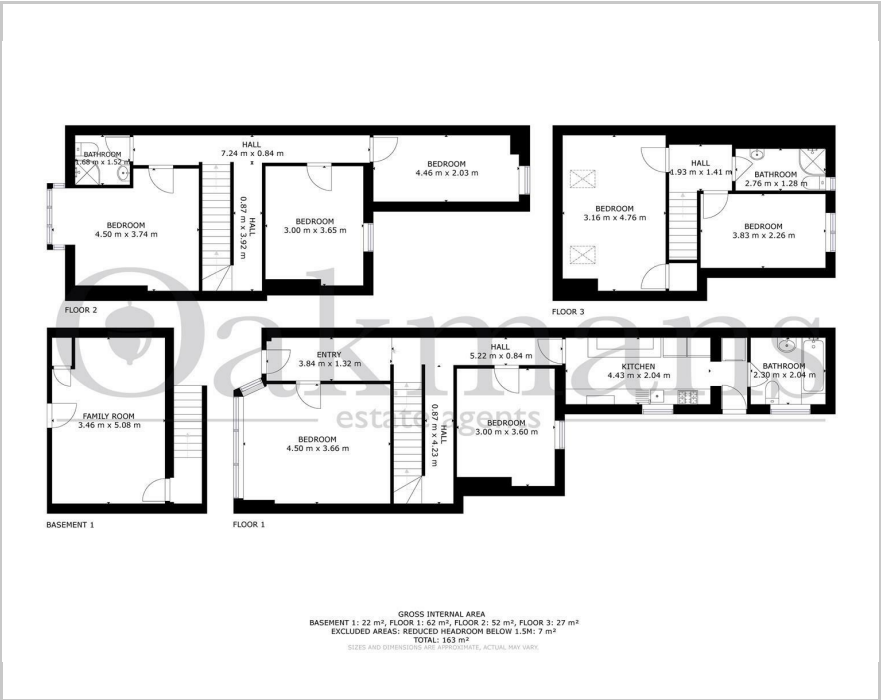 BATHROOM
1.68 m x 1.52 m
HALL
7.24 m x 0.84 m
BEDROOM
4.46 m x 2.03 m
BEDROOM
4.50 m x 3.74 m
HALL
0.87 m x 3.92 m
BEDROOM
3.00 m x 3.65 m
FLOOR 2
BEDROOM
3.16 m x 4.76 m
HALL
1.93 m x 1.41 m
BATHROOM
2.76 m x 1.28 m
BEDROOM
3.83 m x 2.26 m
FLOOR 3
Oakmans
estate agents
FAMILY ROOM
3.46 m x 5.08 m
BASEMENT 1
ENTRY
3.84 m x 1.32 m
HALL
5.22 m x 0.84 m
KITCHEN
4.43 m x 2.04 m
BATHROOM
2.30 m x 2.04 m
BEDROOM
4.50 m x 3.66 m
HALL
0.87 m x 4.23 m
BEDROOM
3.00 m x 3.60 m
FLOOR 1
GROSS INTERNAL AREA
BASEMENT 1: 22 m², FLOOR 1: 62 m², FLOOR 2: 52 m², FLOOR 3: 27 m²
EXCLUDED AREAS: REDUCED HEADROOM BELOW 1.5M: 7 m²
TOTAL: 163 m²
SIZES AND DIMENSIONS ARE APPROXIMATE, ACTUAL MAY VARY.